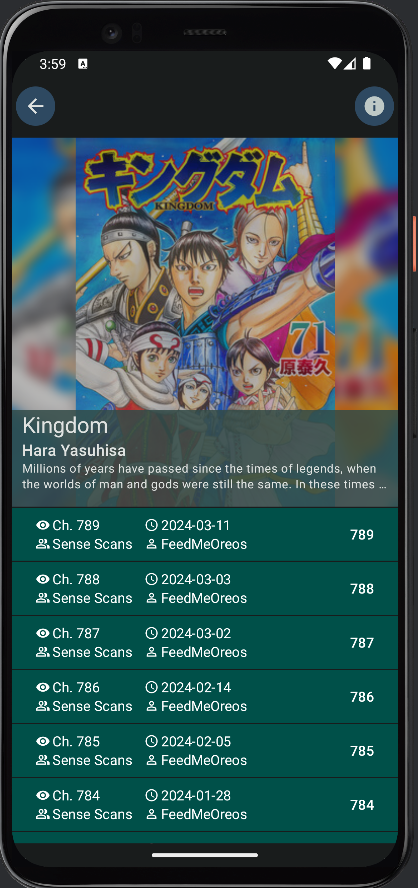 3:59
キングダム
KINGDOM
71
原泰久
Kingdom
Hara Yasuhisa
Millions of years have passed since the times of legends, when
the worlds of man and gods were still the same. In these times ...
Ch. 789 2024-03-11
Sense Scans FeedMeOreos
789
Ch. 788 2024-03-03
Sense Scans FeedMeOreos
788
Ch. 787 2024-03-02
Sense Scans FeedMeOreos
787
Ch. 786 2024-02-14
Sense Scans FeedMeOreos
786
Ch. 785 2024-02-05
Sense Scans FeedMeOreos
785
Ch. 784 2024-01-28
Sense Scans FeedMeOreos
784